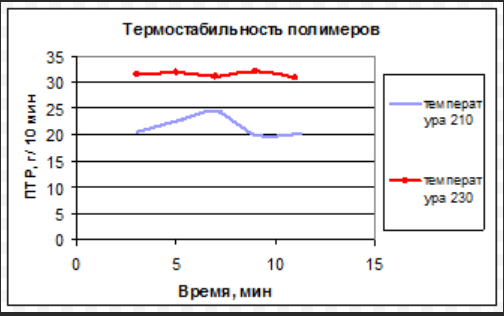 Термостабильность полимеров
ПТР, г/ 10 мин
35
30
25
20
15
10
5
0
0 5 10 15
Время, мин
температ
ура 210
температ
ура 230